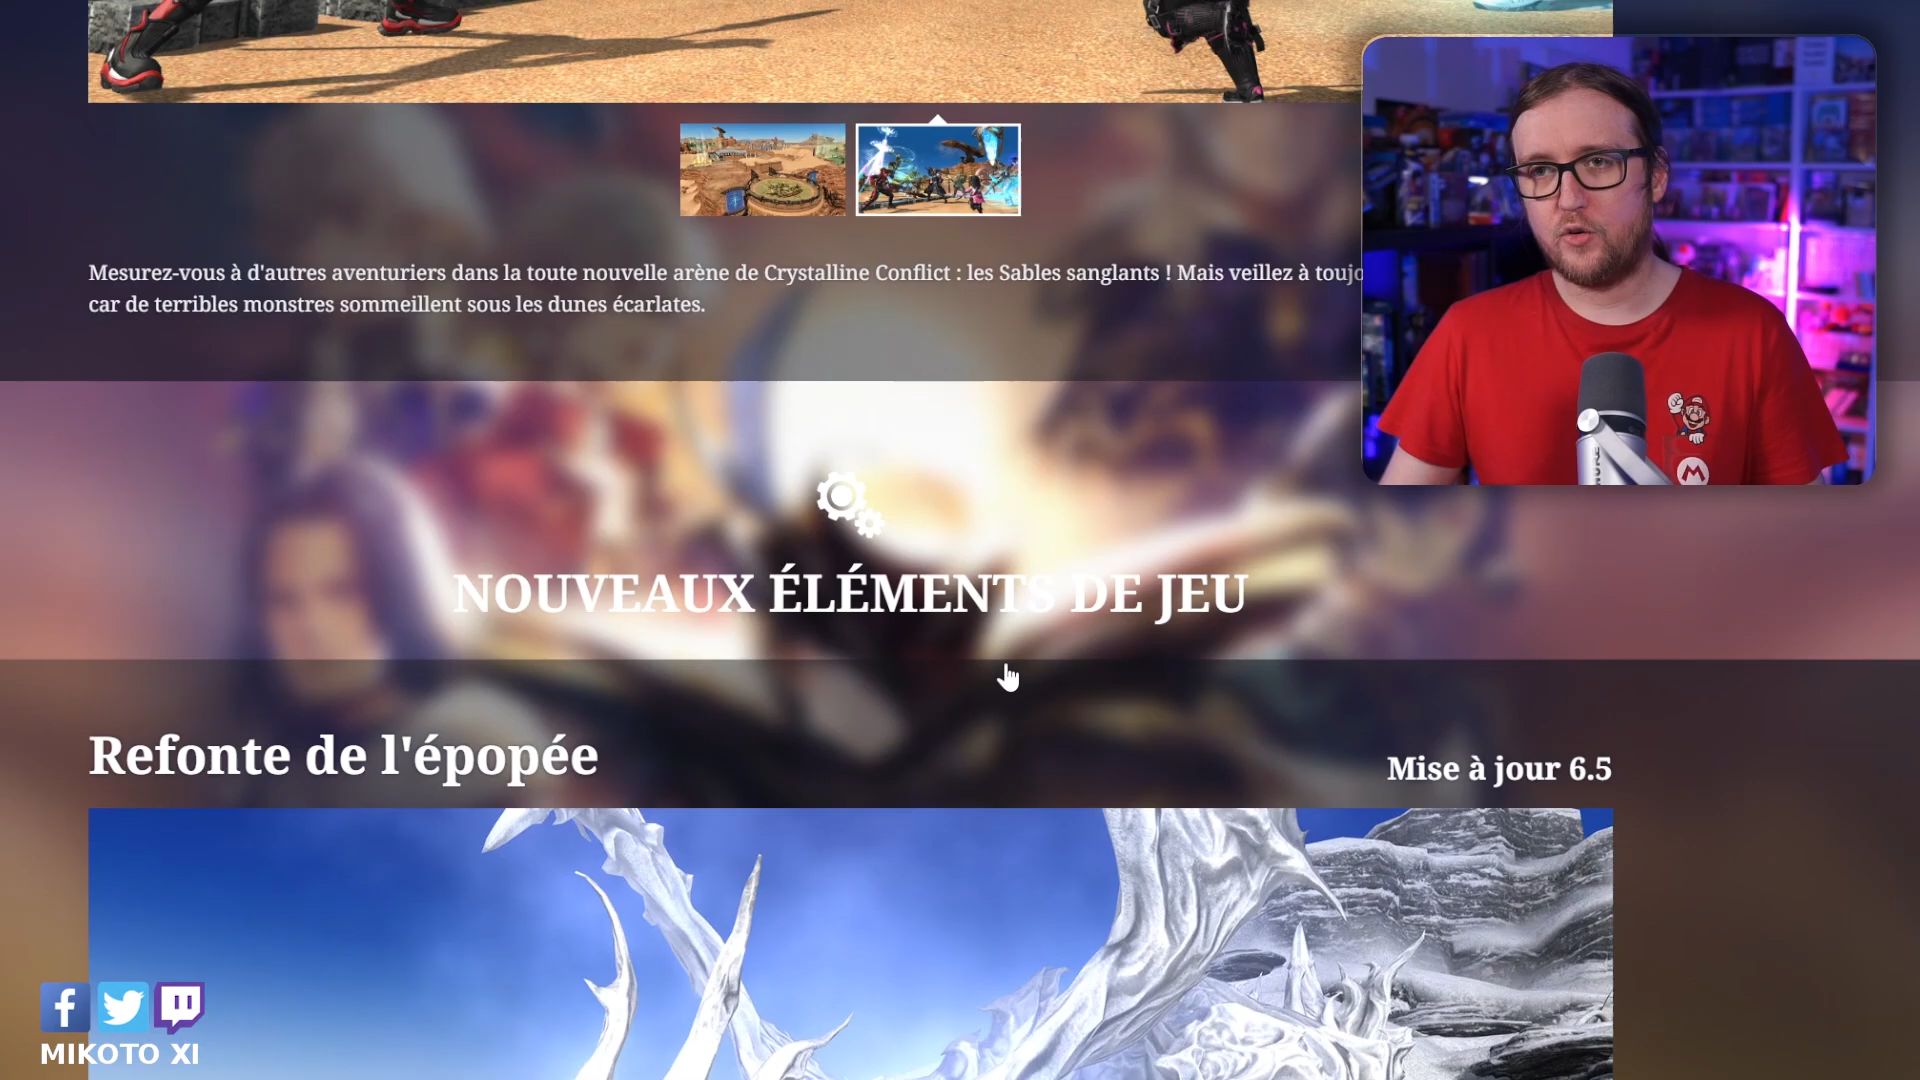 Mesurez-vous à d'autres aventuriers dans la toute nouvelle arène de Crystalline Conflict : les Sables sanglants ! Mais veillez à toujo
car de terribles monstres sommeillent sous les dunes écarlates.
NOUVEAUX ÉLÉMENTS DE JEU
Refonte de l'épopée
Mise à jour 6.5
M
MIKOTO XI